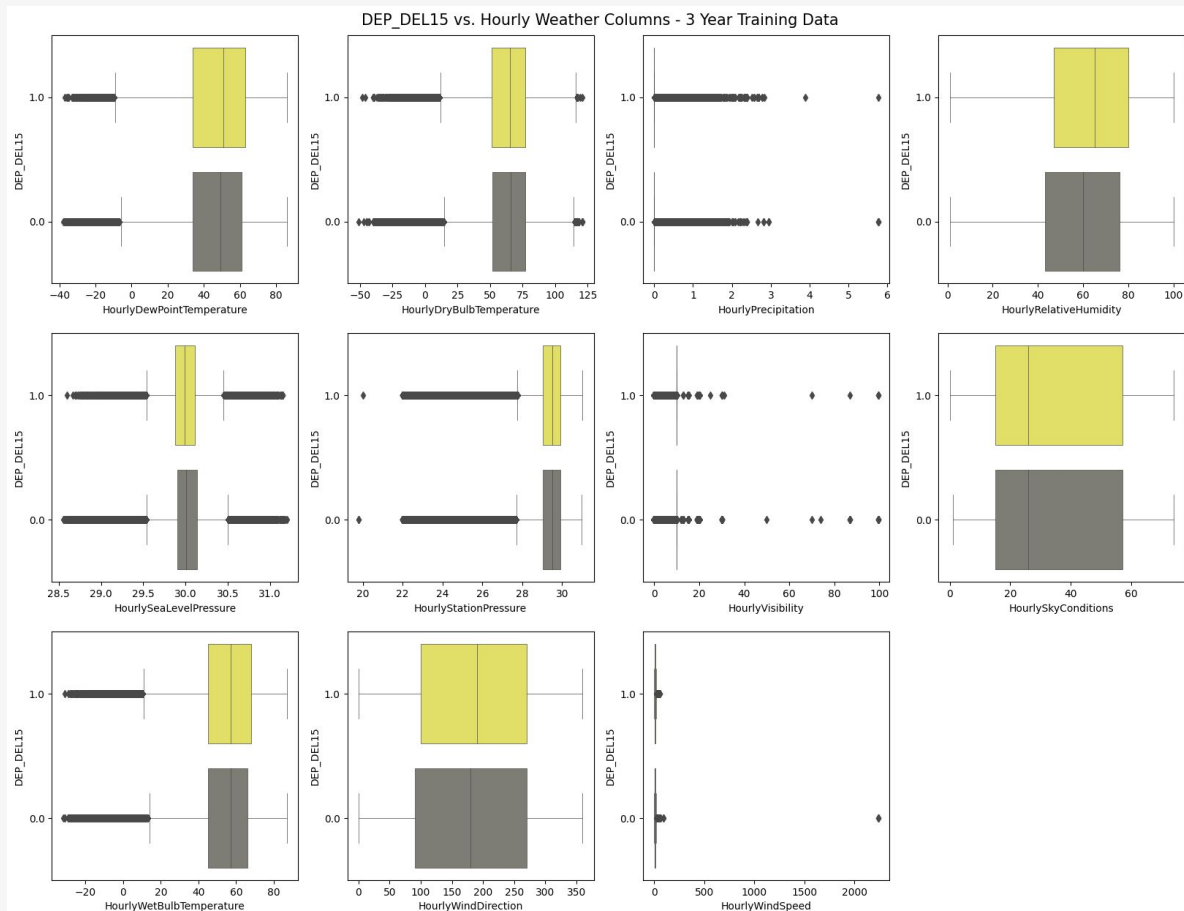 DEP_DEL15 vs. Hourly Weather Columns - 3 Year Training Data
DEP_DEL15
1.0
0.0
−40 −20 0 20 40 60 80
HourlyDewPointTemperature
DEP_DEL15
1.0
0.0
−50 −25 0 25 50 75 100 125
HourlyDryBulbTemperature
DEP_DEL15
1.0
0.0
0 1 2 3 4 5 6
HourlyPrecipitation
DEP_DEL15
1.0
0.0
0 20 40 60 80 100
HourlyRelativeHumidity
DEP_DEL15
1.0
0.0
28.5 29.0 29.5 30.0 30.5 31.0
HourlySeaLevelPressure
DEP_DEL15
1.0
0.0
20 22 24 26 28 30
HourlyStationPressure
DEP_DEL15
1.0
0.0
0 20 40 60 80 100
HourlyVisibility
DEP_DEL15
1.0
0.0
0 20 40 60
HourlySkyConditions
DEP_DEL15
1.0
0.0
−20 0 20 40 60 80
HourlyWetBulbTemperature
DEP_DEL15
1.0
0.0
0 50 100 150 200 250 300 350
HourlyWindDirection
DEP_DEL15
1.0
0.0
0 500 1000 1500 2000
HourlyWindSpeed